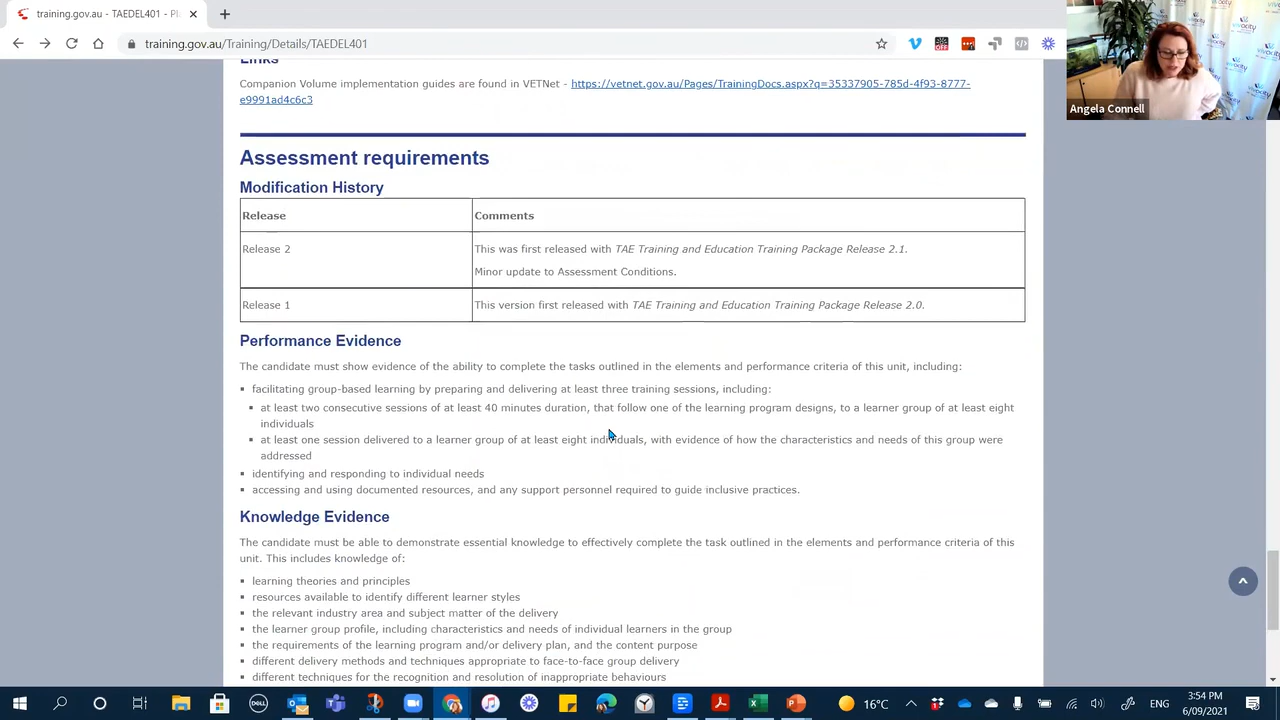 training.gov.au - TAEDEL401 - Pl
training.gov.au/Training/Details/TAEDEL401
OFF
vivacity
Angela Connell
Links
Companion Volume implementation guides are found in VETNet - https://vetnet.gov.au/Pages/TrainingDocs.aspx?q=35337905-785d-4f93-8777-
e9991ad4c6c3
Assessment requirements
Modification History
Release Comments
Release 2 This was first released with TAE Training and Education Training Package Release 2.1.
Minor update to Assessment Conditions.
Release 1 This version first released with TAE Training and Education Training Package Release 2.0.
Performance Evidence
The candidate must show evidence of the ability to complete the tasks outlined in the elements and performance criteria of this unit, including:
facilitating group-based learning by preparing and delivering at least three training sessions, including:
at least two consecutive sessions of at least 40 minutes duration, that follow one of the learning program designs, to a learner group of at least eight
individuals
at least one session delivered to a learner group of at least eight individuals, with evidence of how the characteristics and needs of this group were
addressed
identifying and responding to individual needs
accessing and using documented resources, and any support personnel required to guide inclusive practices.
Knowledge Evidence
The candidate must be able to demonstrate essential knowledge to effectively complete the task outlined in the elements and performance criteria of this
unit. This includes knowledge of:
learning theories and principles
resources available to identify different learner styles
the relevant industry area and subject matter of the delivery
the learner group profile, including characteristics and needs of individual learners in the group
the requirements of the learning program and/or delivery plan, and the content purpose
different delivery methods and techniques appropriate to face-to-face group delivery
different techniques for the recognition and resolution of inappropriate behaviours
DELL
16°C
3:54 PM
6/09/2021